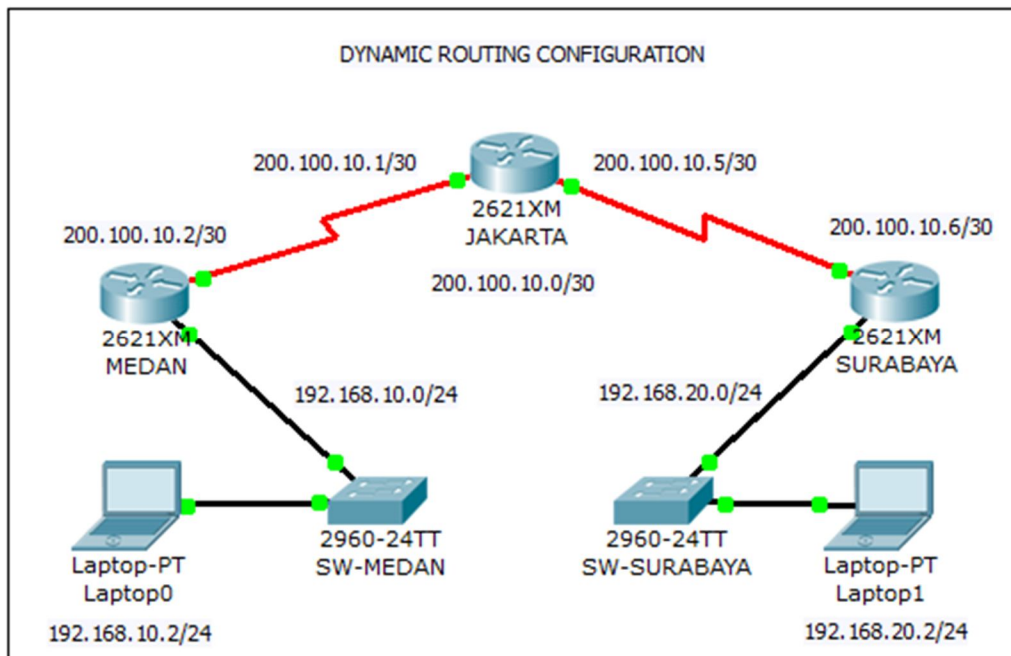 DYNAMIC ROUTING CONFIGURATION
200.100.10.1/30
200.100.10.5/30
2621XM
JAKARTA
200.100.10.2/30
200.100.10.6/30
200.100.10.0/30
2621XM
MEDAN
2621XM
SURABAYA
192.168.10.0/24
192.168.20.0/24
Laptop-PT
Laptop0
192.168.10.2/24
2960-24TT
SW-MEDAN
2960-24TT
SW-SURABAYA
Laptop-PT
Laptop1
192.168.20.2/24